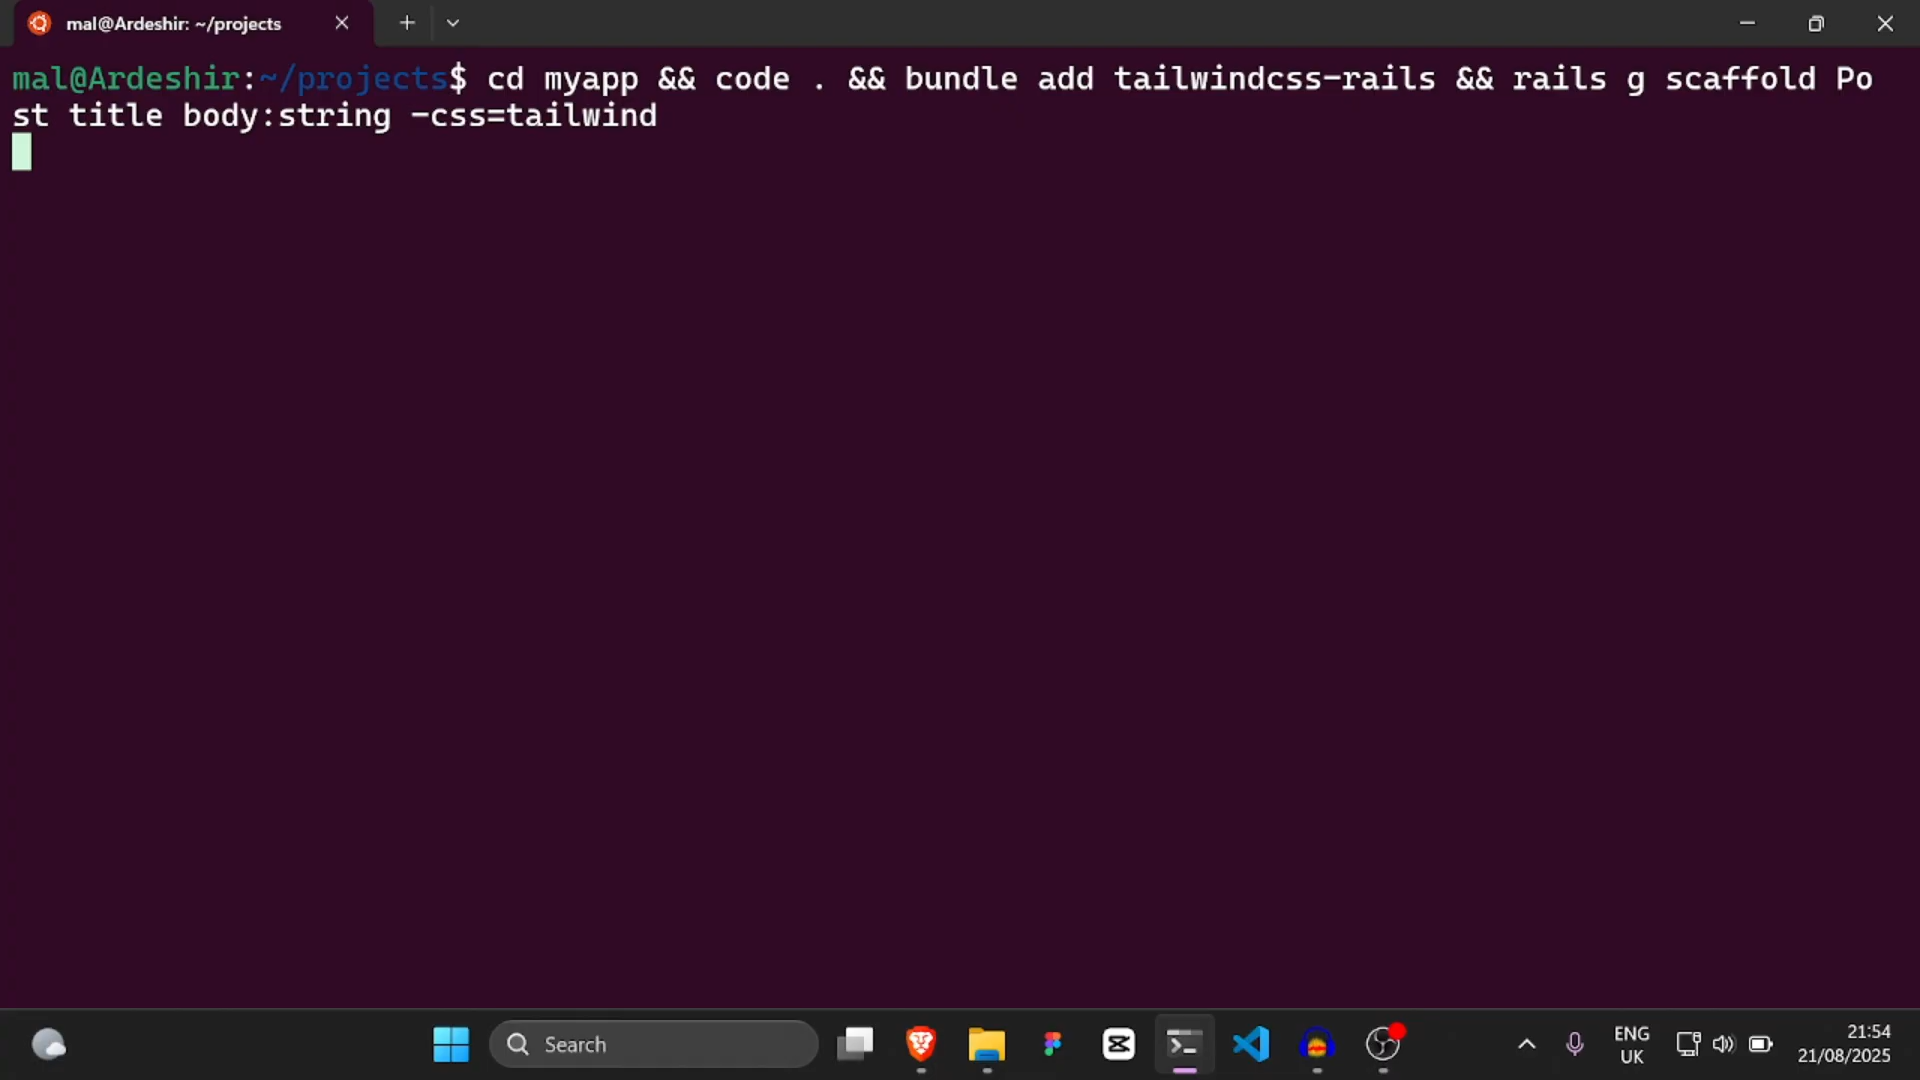 mal@Ardeshir: ~/projects
mal@Ardeshir:~/projects$ cd myapp && code . && bundle add tailwindcss-rails && rails g scaffold Po
st title body:string -css=tailwind
Search
ENG
UK
21:54
21/08/2025